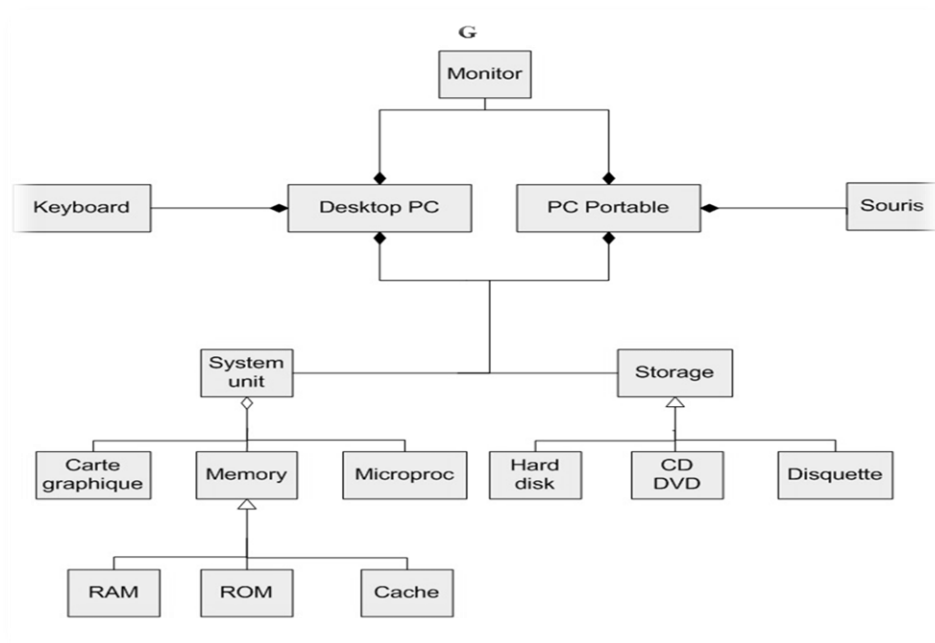 G
Monitor
Keyboard
Desktop PC
PC Portable
Souris
System
unit
Storage
Carte
graphique
Memory
Microproc
Hard
disk
CD
DVD
Disquette
RAM
ROM
Cache